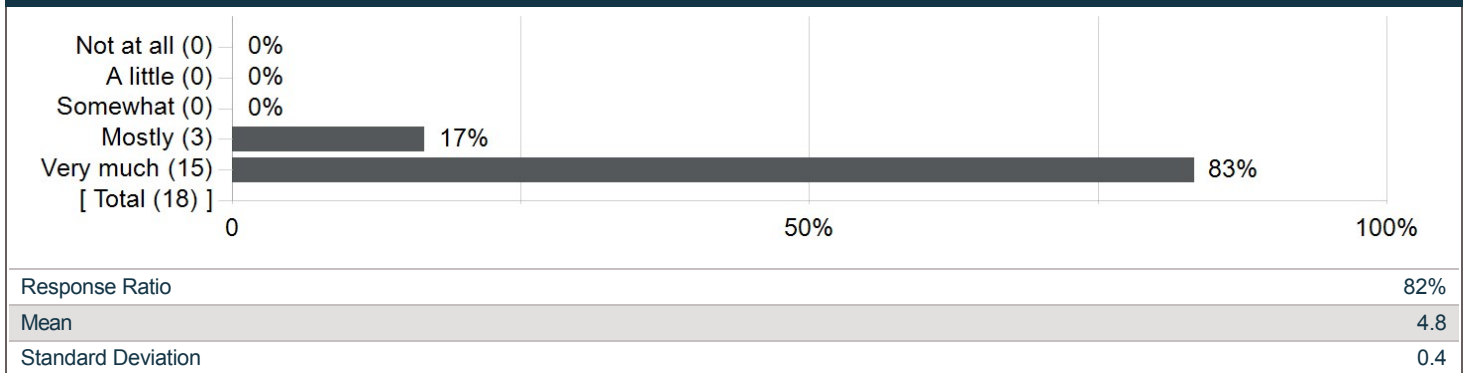 Not at all (0) 0%
A little (0) 0%
Somewhat (0) 0%
Mostly (3) 17%
Very much (15) 83%
[ Total (18) ]
0 50% 100%
Response Ratio 82%
Mean 4.8
Standard Deviation 0.4